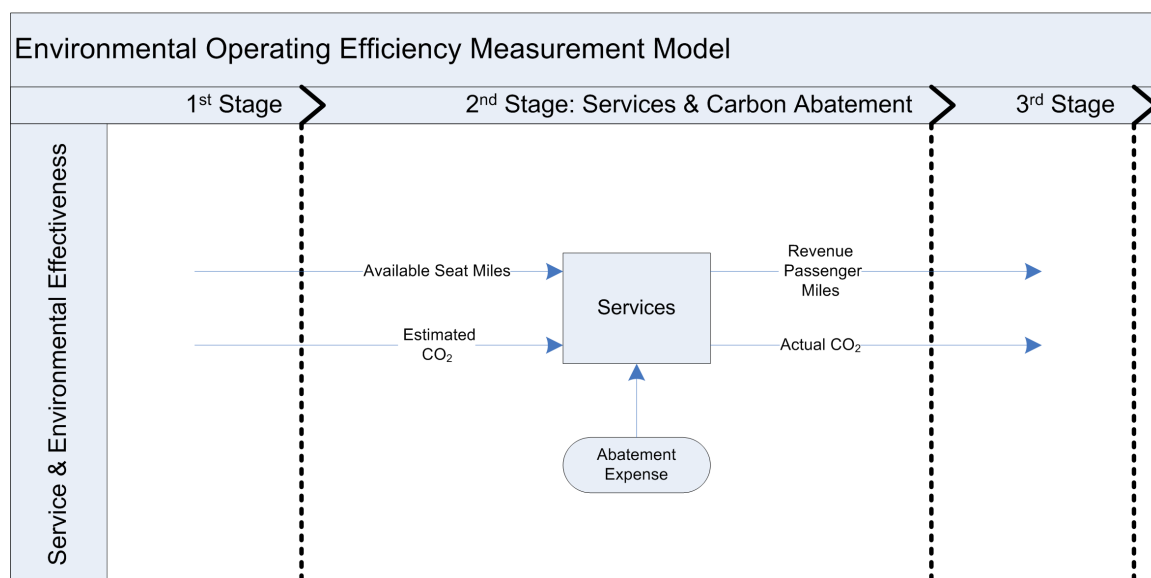 Environmental Operating Efficiency Measurement Model
1st Stage
2nd Stage: Services & Carbon Abatement
3rd Stage
Service & Environmental Effectiveness
Available Seat Miles
Estimated
CO₂
Services
Revenue
Passenger
Miles
Actual CO₂
Abatement
Expense